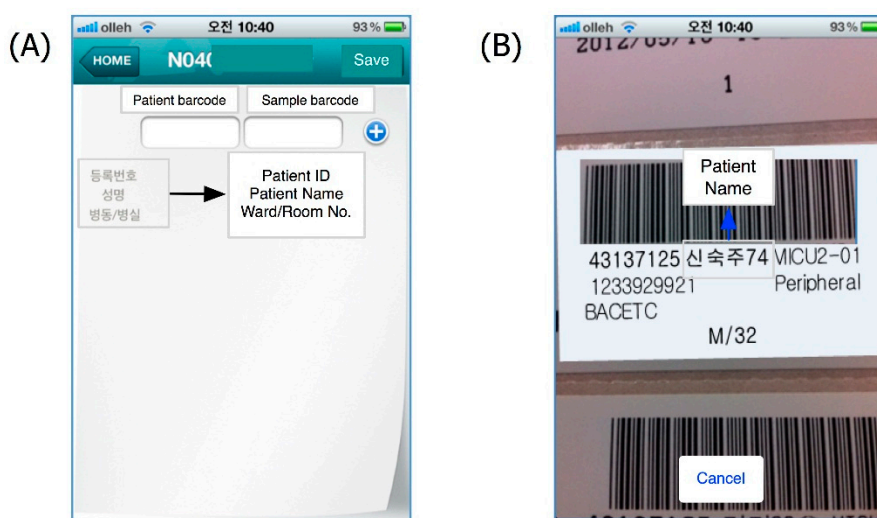 (A)
olleh 오전 10:40 93%
HOME N04 Save
Patient barcode Sample barcode
등록번호
성명
병동/병실
Patient ID
Patient Name
Ward/Room No.
(B)
olleh 오전 10:40 93%
1
Patient
Name
43137125 신숙주74 MICU2-01
1233929921 Peripheral
BACETC
M/32
Cancel